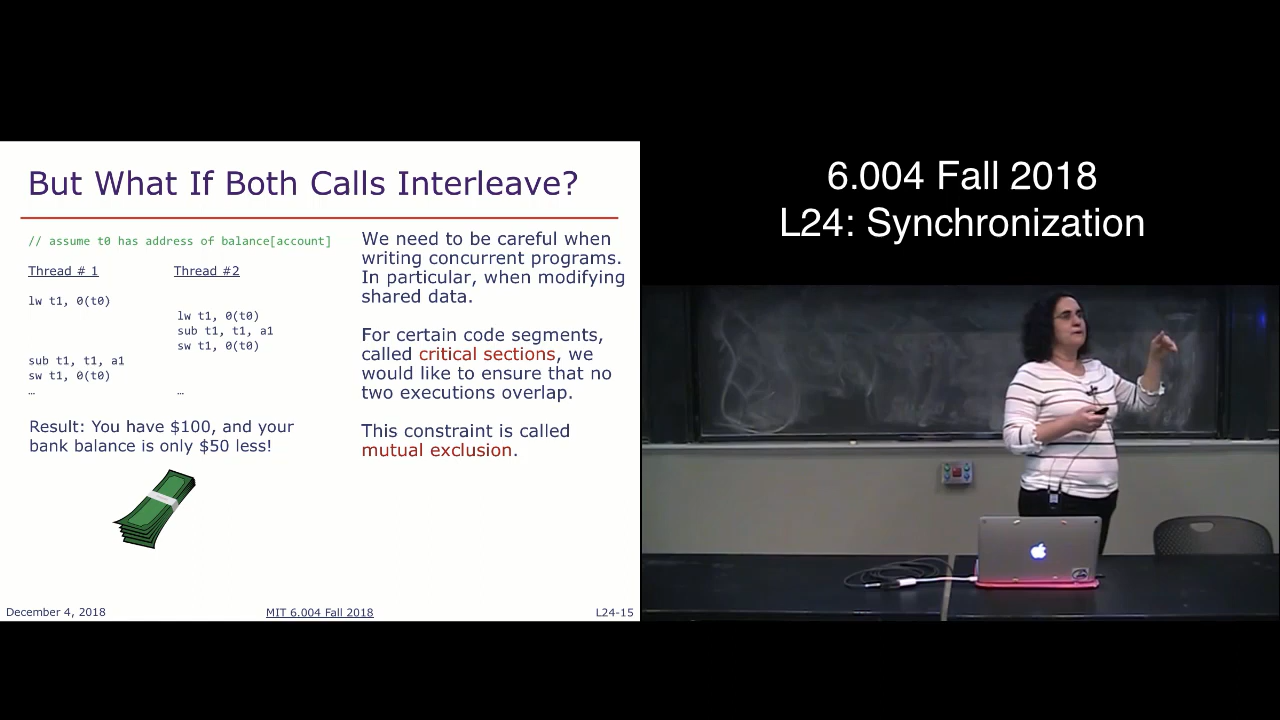 But What If Both Calls Interleave?
// assume t0 has address of balance[account]
Thread # 1
Thread #2
lw t1, 0(t0)
lw t1, 0(t0)
sub t1, t1, a1
sw t1, 0(t0)
sub t1, t1, a1
sw t1, 0(t0)
…
…
Result: You have $100, and your
bank balance is only $50 less!
We need to be careful when
writing concurrent programs.
In particular, when modifying
shared data.
For certain code segments,
called critical sections, we
would like to ensure that no
two executions overlap.
This constraint is called
mutual exclusion.
December 4, 2018
MIT 6.004 Fall 2018
L24-15
6.004 Fall 2018
L24: Synchronization